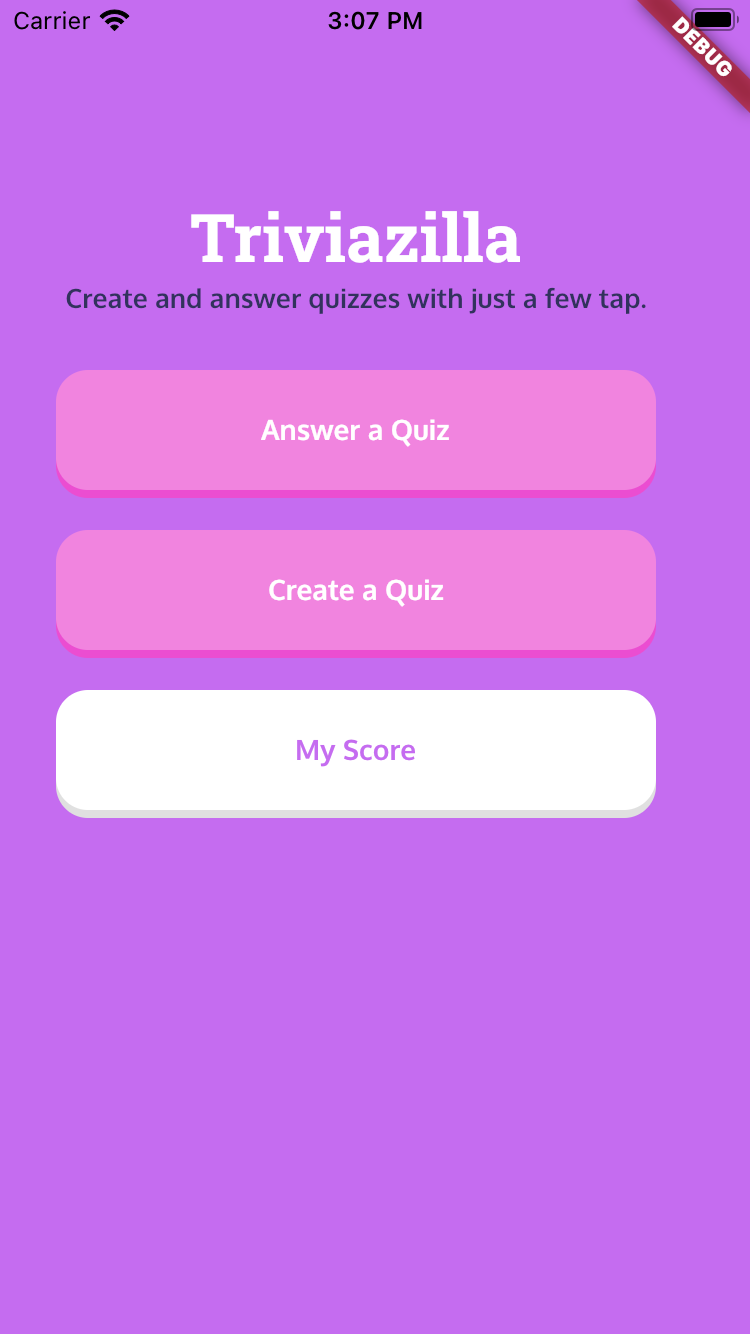 Carrier 3:07 PM
DEBUG
Triviazilla
Create and answer quizzes with just a few tap.
Answer a Quiz
Create a Quiz
My Score